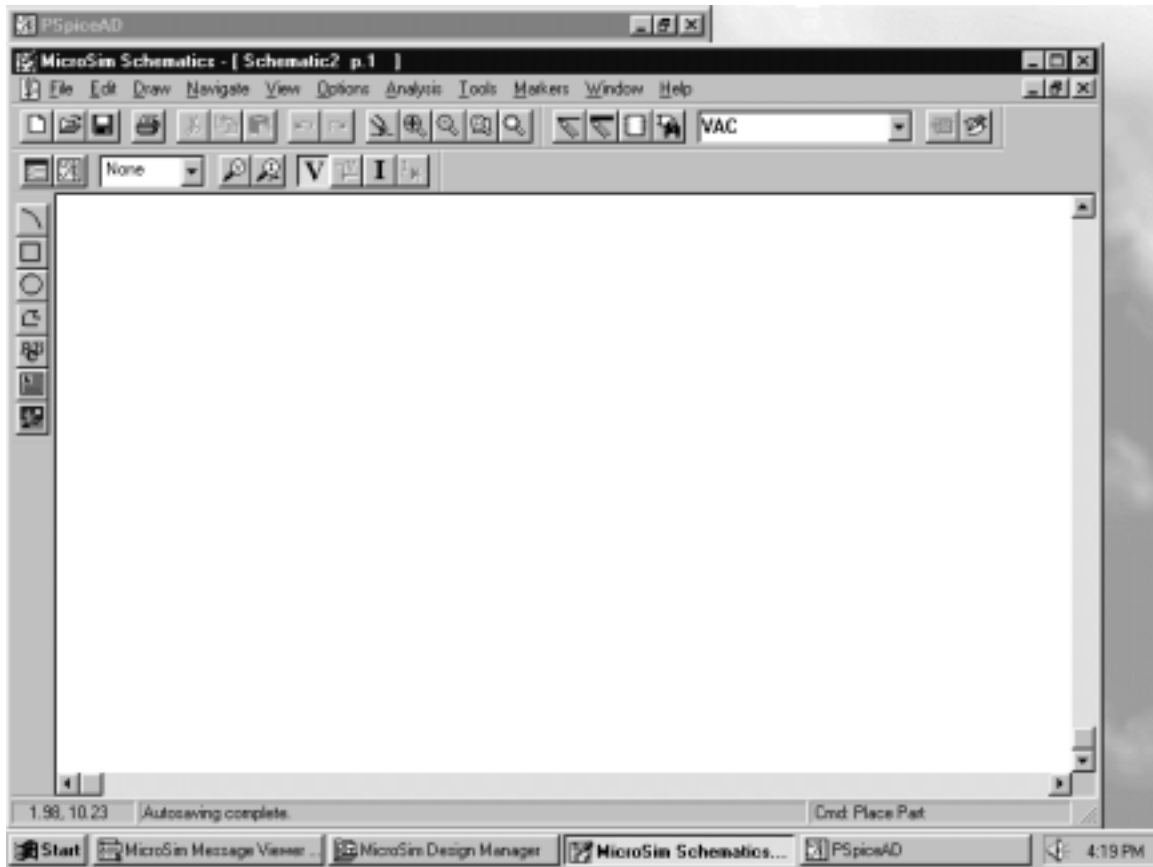 PSpiceAD
MicroSim Schematics - [ Schematic2 p.1 ]
File Edit Draw Navigate View Options Analysis Tools Markers Window Help
VAC
None V I
1.98, 10.23 Autosaving complete. Cmd: Place Part
Start MicroSim Message Viewer ... MicroSim Design Manager MicroSim Schematics... PSpiceAD 4:19 PM